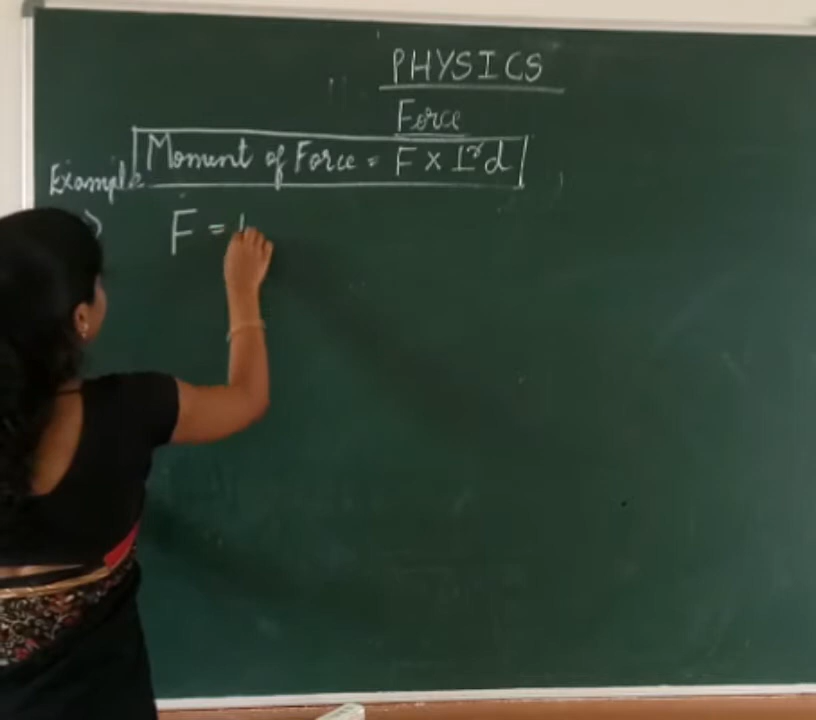 PHYSICS
Force
Moment of Force = F × ⊥ʳ d
Example
F =